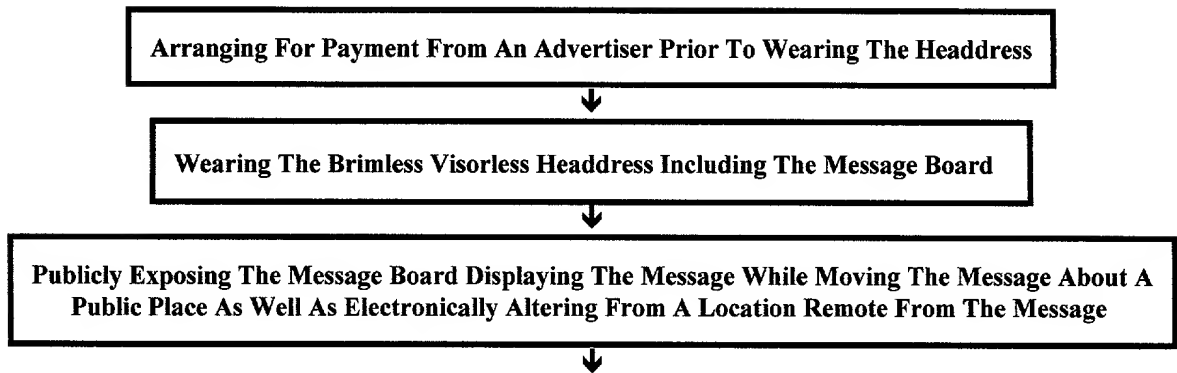 Arranging For Payment From An Advertiser Prior To Wearing The Headdress
Wearing The Brimless Visorless Headdress Including The Message Board
Publicly Exposing The Message Board Displaying The Message While Moving The Message About A
Public Place As Well As Electronically Altering From A Location Remote From The Message